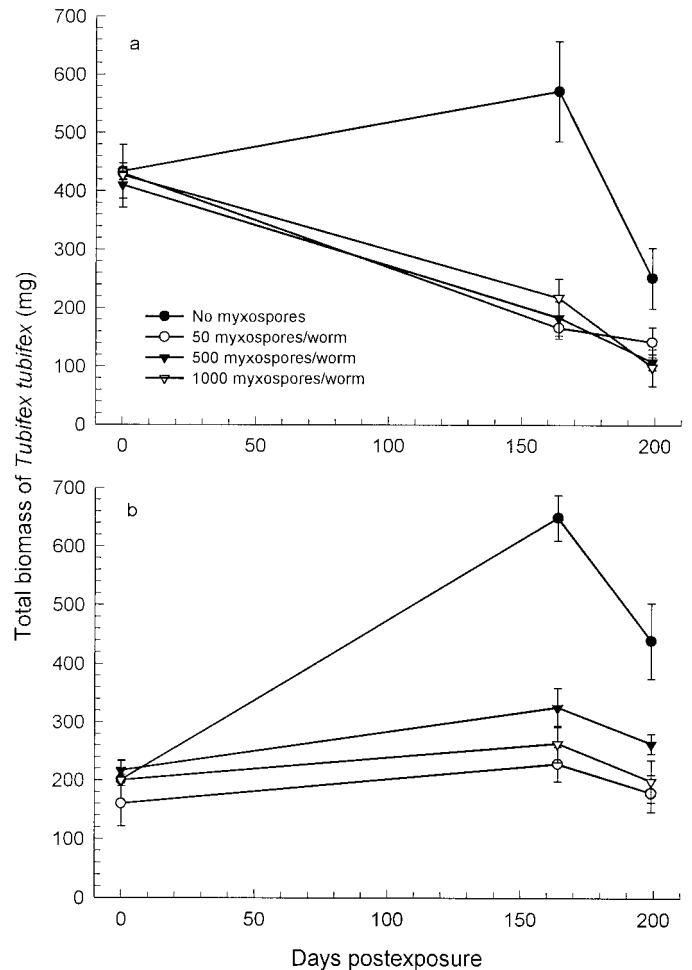 700
a
600
500
400
300
200
100
0
No myxospores
50 myxospores/worm
500 myxospores/worm
1000 myxospores/worm
0 50 100 150 200
Total biomass of Tubifex tubifex (mg)
700
b
600
500
400
300
200
100
0
0 50 100 150 200
Days postexposure